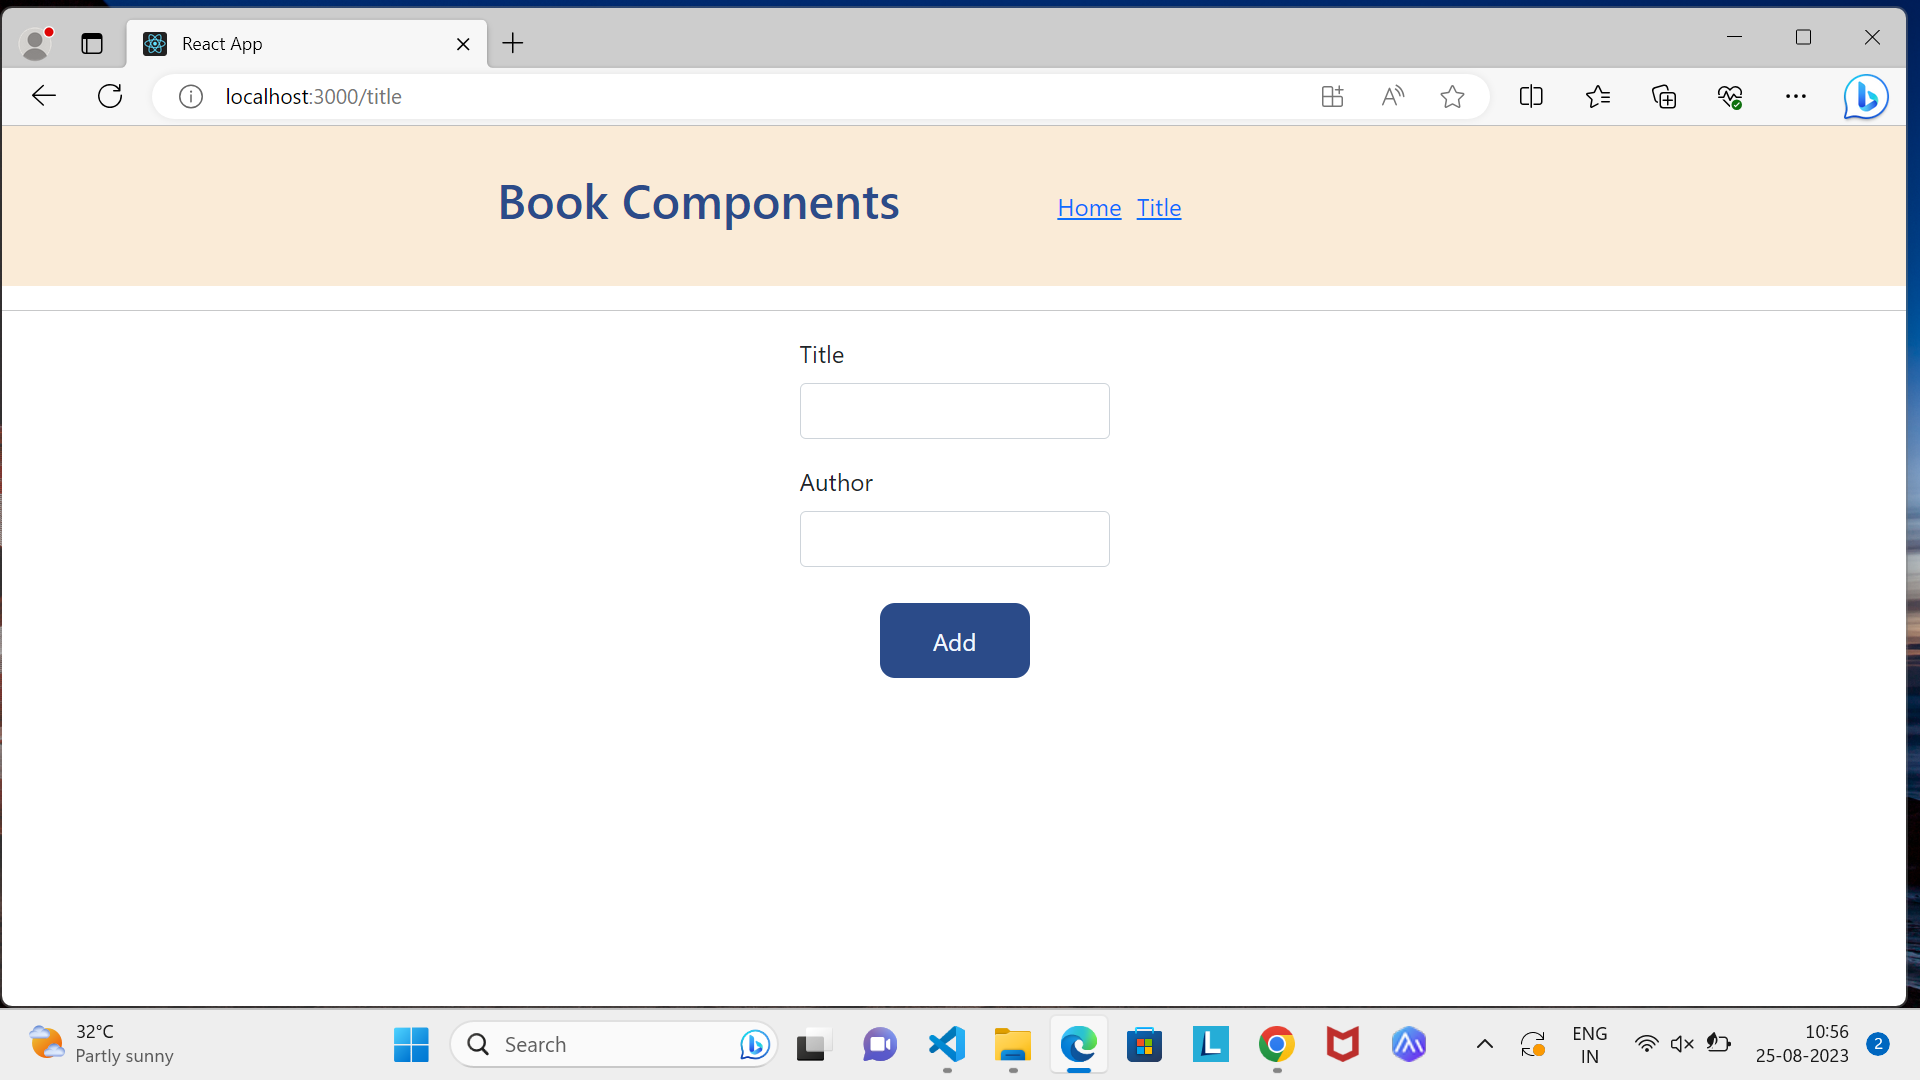 React App
localhost:3000/title
Book Components
Home Title
Title
Author
Add
32°C
Partly sunny
Search
ENG
IN
10:56
25-08-2023
2